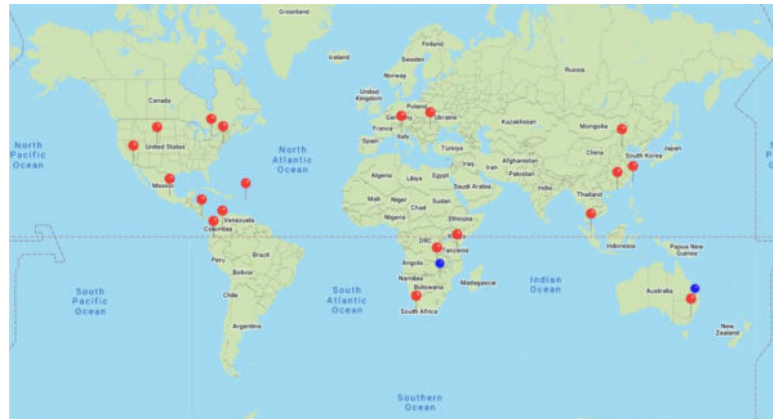 Greenland
Iceland
Finland
Sweden
Norway
Russia
United
Kingdom
Poland
Germany
Ukraine
France
Kazakhstan
Mongolia
Canada
United States
North
Pacific
Ocean
North
Atlantic
Ocean
Spain
Italy
Türkiye
Afghanistan
Iraq
Iran
Pakistan
China
South Korea
Japan
Mexico
Algeria
Libya
Egypt
Saudi Arabia
India
Thailand
Mali
Niger
Chad
Sudan
Nigeria
Ethiopia
Venezuela
Colombia
DRC
Tanzania
Indonesia
Papua New
Guinea
Peru
Brazil
Bolivia
Angola
Namibia
Botswana
Madagascar
South
Pacific
Ocean
South
Atlantic
Ocean
Indian
Ocean
Australia
Chile
Argentina
South Africa
New
Zealand
Southern
Ocean